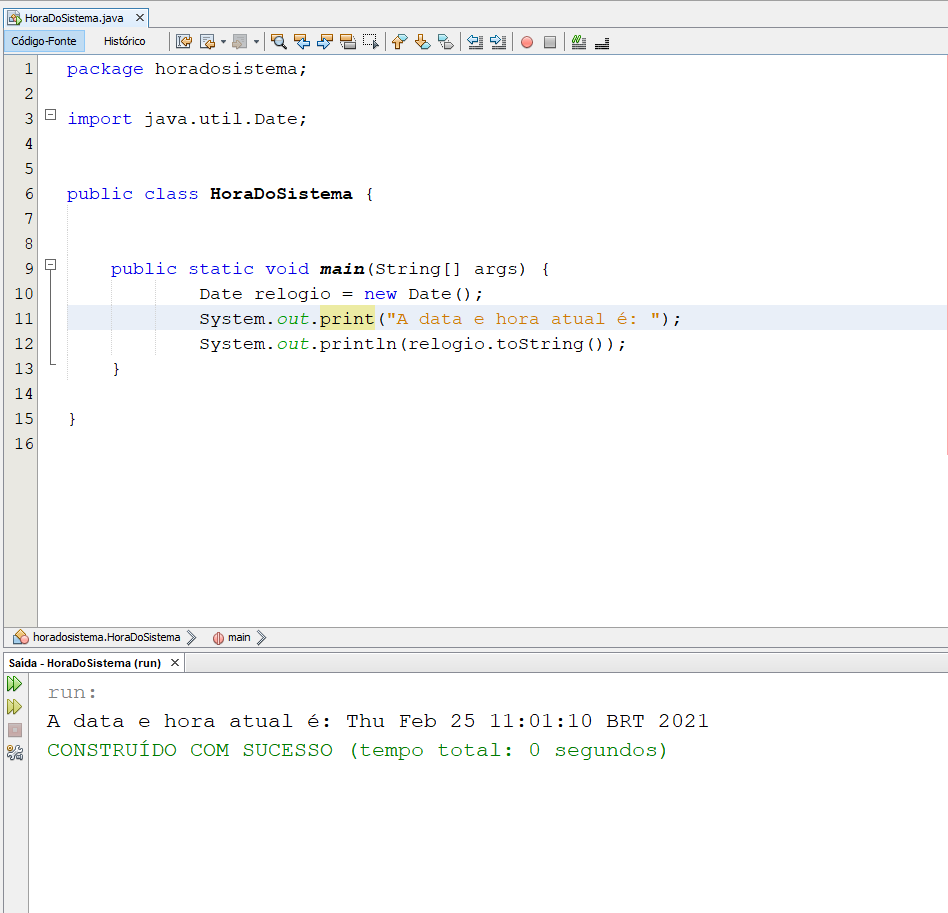 HoraDoSistema.java
Código-Fonte Histórico
1 package horadosistema;
2
3 import java.util.Date;
4
5
6 public class HoraDoSistema {
7
8
9 public static void main(String[] args) {
10 Date relogio = new Date();
11 System.out.print("A data e hora atual é: ");
12 System.out.println(relogio.toString());
13 }
14
15 }
16
horadosistema.HoraDoSistema main
Saída - HoraDoSistema (run)
run:
A data e hora atual é: Thu Feb 25 11:01:10 BRT 2021
CONSTRUÍDO COM SUCESSO (tempo total: 0 segundos)